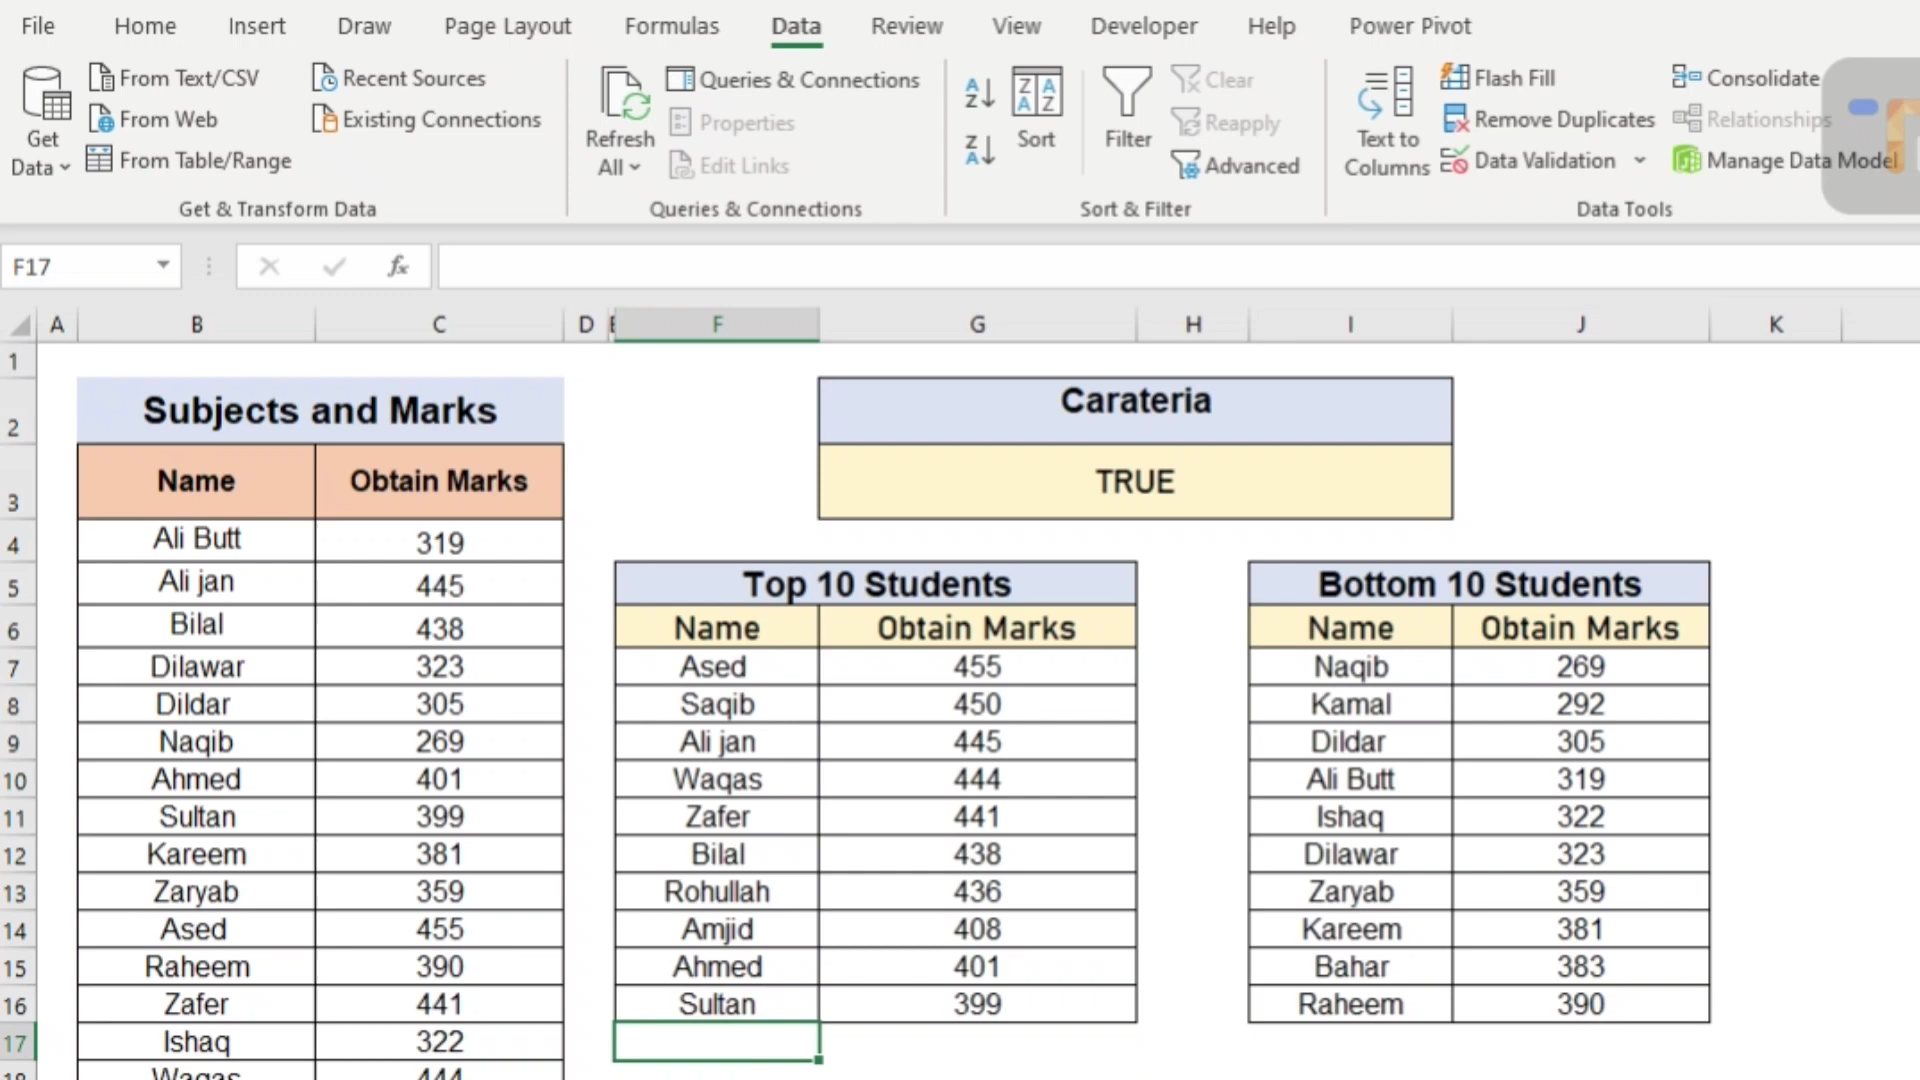 File Home Insert Draw Page Layout Formulas Data Review View Developer Help Power Pivot
Get Data
From Text/CSV
From Web
From Table/Range
Recent Sources
Existing Connections
Get & Transform Data
Refresh All
Queries & Connections
Properties
Edit Links
Queries & Connections
Sort
Filter
Clear
Reapply
Advanced
Sort & Filter
Text to Columns
Flash Fill
Remove Duplicates
Data Validation
Consolidate
Relationships
Manage Data Model
Data Tools
F17 fx
A B C D E F G H I J K
1
2 Subjects and Marks Carateria
3 Name Obtain Marks TRUE
4 Ali Butt 319
5 Ali jan 445 Top 10 Students Bottom 10 Students
6 Bilal 438 Name Obtain Marks Name Obtain Marks
7 Dilawar 323 Ased 455 Naqib 269
8 Dildar 305 Saqib 450 Kamal 292
9 Naqib 269 Ali jan 445 Dildar 305
10 Ahmed 401 Waqas 444 Ali Butt 319
11 Sultan 399 Zafer 441 Ishaq 322
12 Kareem 381 Bilal 438 Dilawar 323
13 Zaryab 359 Rohullah 436 Zaryab 359
14 Ased 455 Amjid 408 Kareem 381
15 Raheem 390 Ahmed 401 Bahar 383
16 Zafer 441 Sultan 399 Raheem 390
17 Ishaq 322
18 Waqas 444